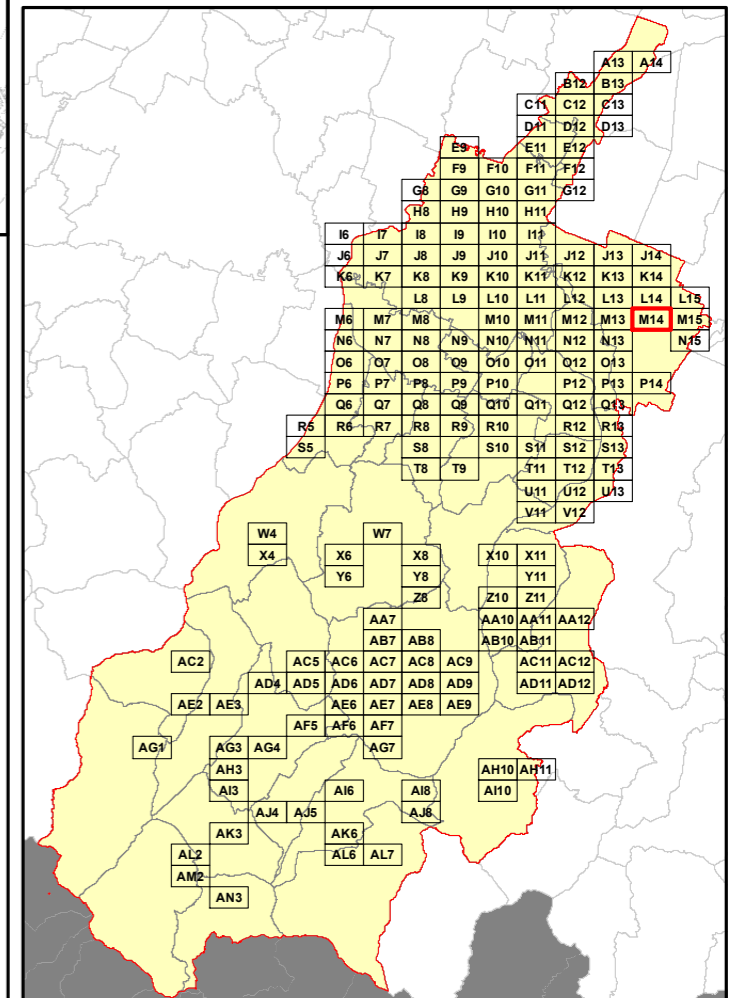 A13 A14
B12 B13
C11 C12 C13
D11 D12 D13
E9 E11 E12
F9 F10 F11 F12
G8 G9 G10 G11 G12
H8 H9 H10 H11
I6 I7 I8 I9 I10 I11
J6 J7 J8 J9 J10 J11 J12 J13 J14
K6 K7 K8 K9 K10 K11 K12 K13 K14
L8 L9 L10 L11 L12 L13 L14 L15
M6 M7 M8 M10 M11 M12 M13 M14 M15
N6 N7 N8 N9 N10 N11 N12 N13 N15
O6 O7 O8 O9 O10 O11 O12 O13
P6 P7 P8 P9 P10 P12 P13 P14
Q6 Q7 Q8 Q9 Q10 Q11 Q12 Q13
R5 R6 R7 R8 R9 R10 R12 R13
S5 S8 S10 S11 S12 S13
T8 T9 T11 T12 T13
U11 U12 U13
V11 V12
W4 W7
X4 X6 X8 X10 X11
Y6 Y8 Y11
Z8 Z10 Z11
AA7 AA10 AA11 AA12
AB7 AB8 AB10 AB11
AC2 AC5 AC6 AC7 AC8 AC9 AC11 AC12
AD4 AD5 AD6 AD7 AD8 AD9 AD11 AD12
AE2 AE3 AE6 AE7 AE8 AE9
AF5 AF6 AF7
AG1 AG3 AG4 AG7
AH3 AH10 AH11
AI3 AI6 AI8 AI10
AJ4 AJ5 AJ8
AK3 AK6
AL2 AL6 AL7
AM2
AN3